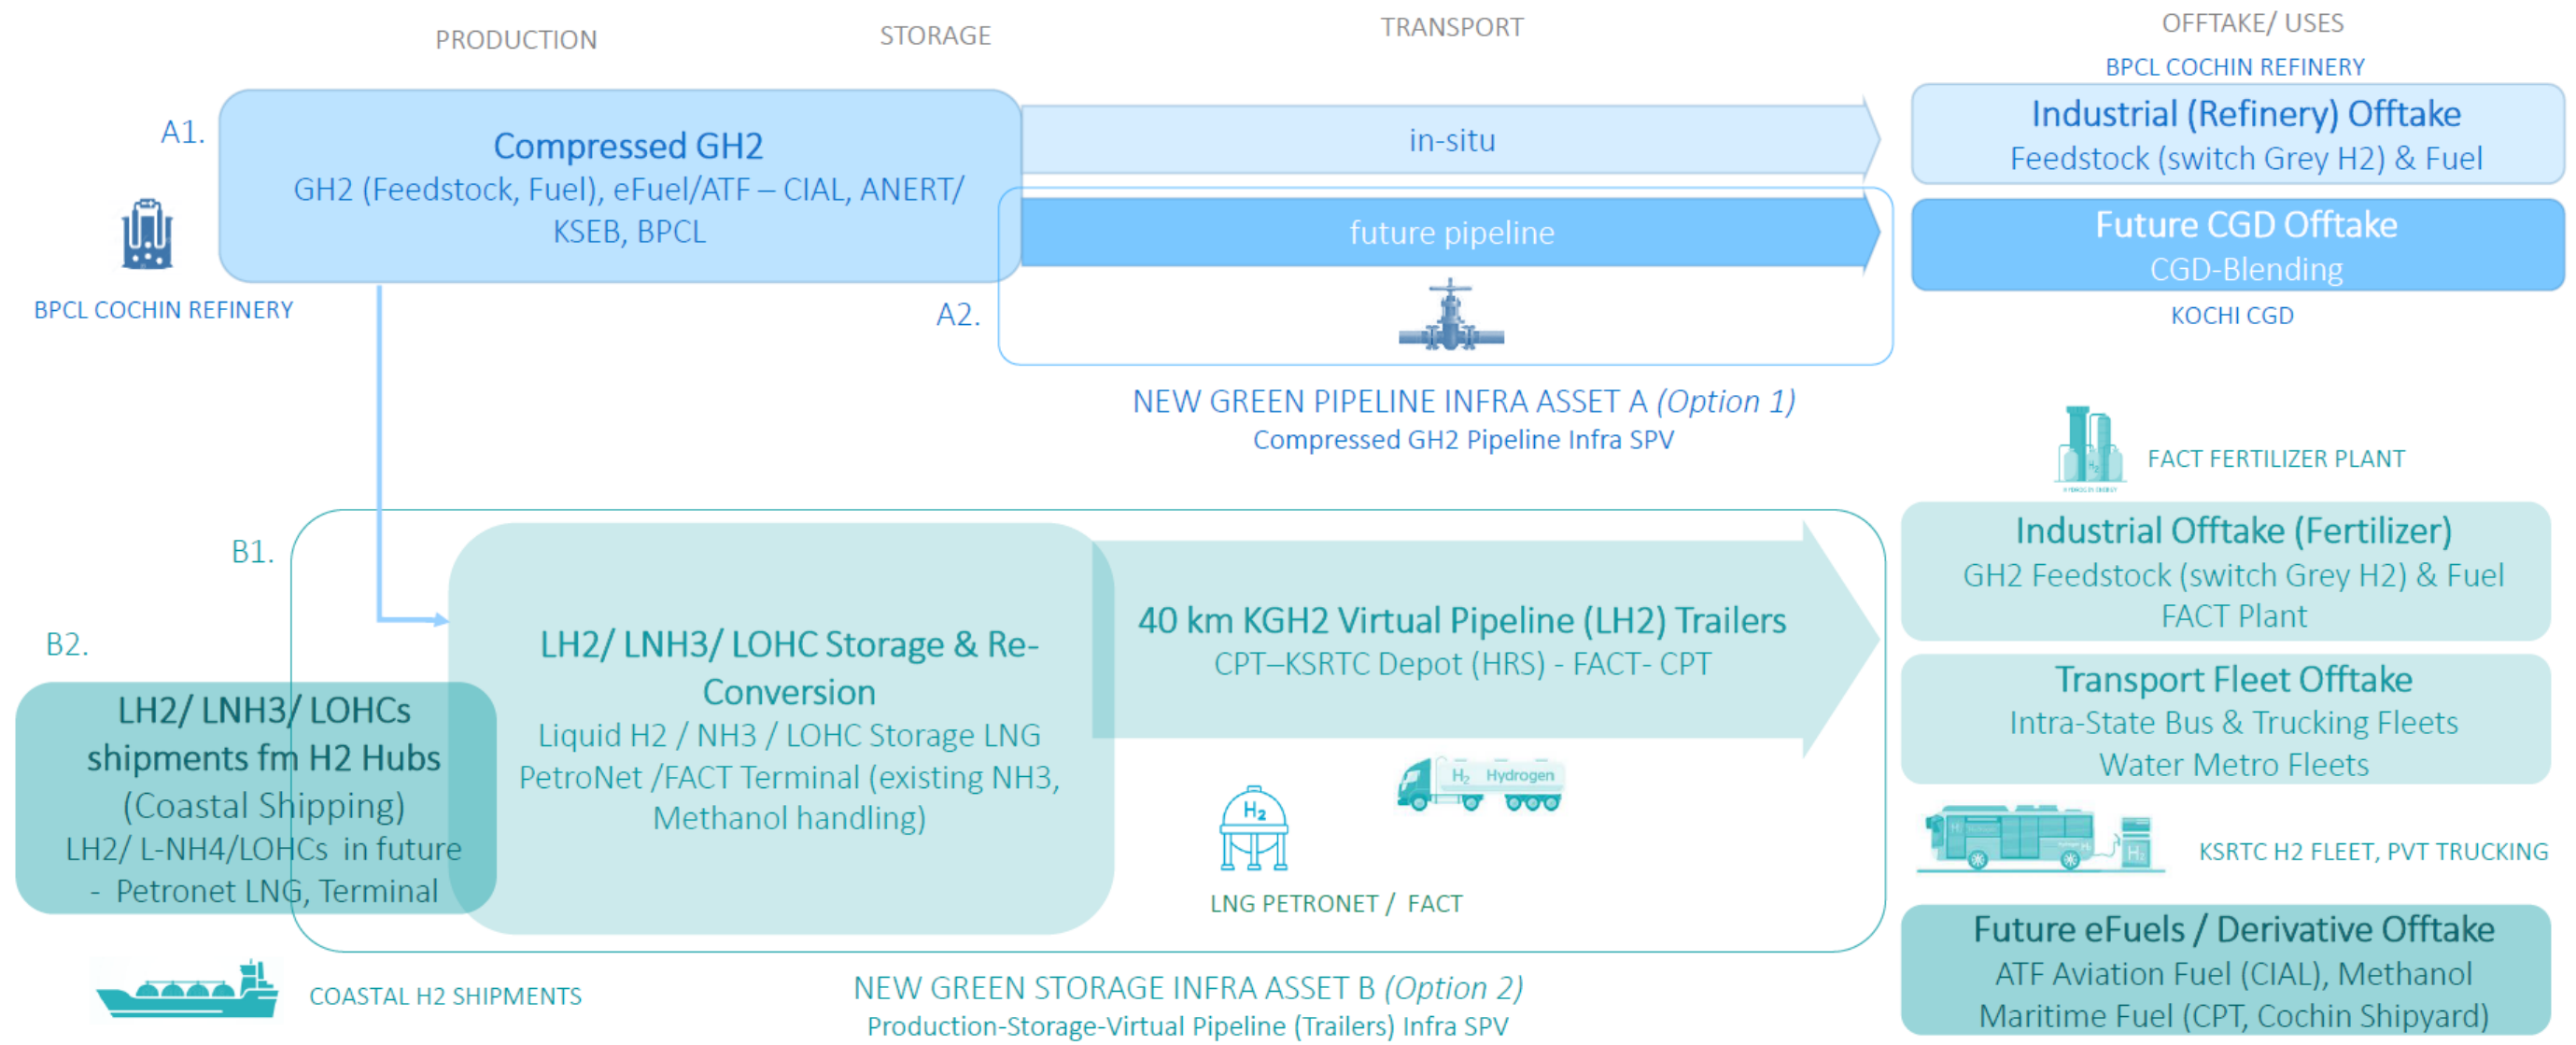 PRODUCTION
STORAGE
TRANSPORT
OFFTAKE/ USES
BPCL COCHIN REFINERY
A1.
Compressed GH2
GH2 (Feedstock, Fuel), eFuel/ATF – CIAL, ANERT/
KSEB, BPCL
in-situ
Industrial (Refinery) Offtake
Feedstock (switch Grey H2) & Fuel
future pipeline
Future CGD Offtake
CGD-Blending
BPCL COCHIN REFINERY
A2.
KOCHI CGD
NEW GREEN PIPELINE INFRA ASSET A (Option 1)
Compressed GH2 Pipeline Infra SPV
H2
HYDROGEN ENERGY
FACT FERTILIZER PLANT
B1.
Industrial Offtake (Fertilizer)
GH2 Feedstock (switch Grey H2) & Fuel
FACT Plant
B2.
LH2/ LNH3/ LOHCs
shipments fm H2 Hubs
(Coastal Shipping)
LH2/ L-NH4/LOHCs in future
- Petronet LNG, Terminal
LH2/ LNH3/ LOHC Storage & Re-
Conversion
Liquid H2 / NH3 / LOHC Storage LNG
PetroNet /FACT Terminal (existing NH3,
Methanol handling)
40 km KGH2 Virtual Pipeline (LH2) Trailers
CPT–KSRTC Depot (HRS) - FACT- CPT
Transport Fleet Offtake
Intra-State Bus & Trucking Fleets
Water Metro Fleets
H2
H2 Hydrogen
LNG PETRONET / FACT
H2
KSRTC H2 FLEET, PVT TRUCKING
Future eFuels / Derivative Offtake
ATF Aviation Fuel (CIAL), Methanol
Maritime Fuel (CPT, Cochin Shipyard)
COASTAL H2 SHIPMENTS
NEW GREEN STORAGE INFRA ASSET B (Option 2)
Production-Storage-Virtual Pipeline (Trailers) Infra SPV